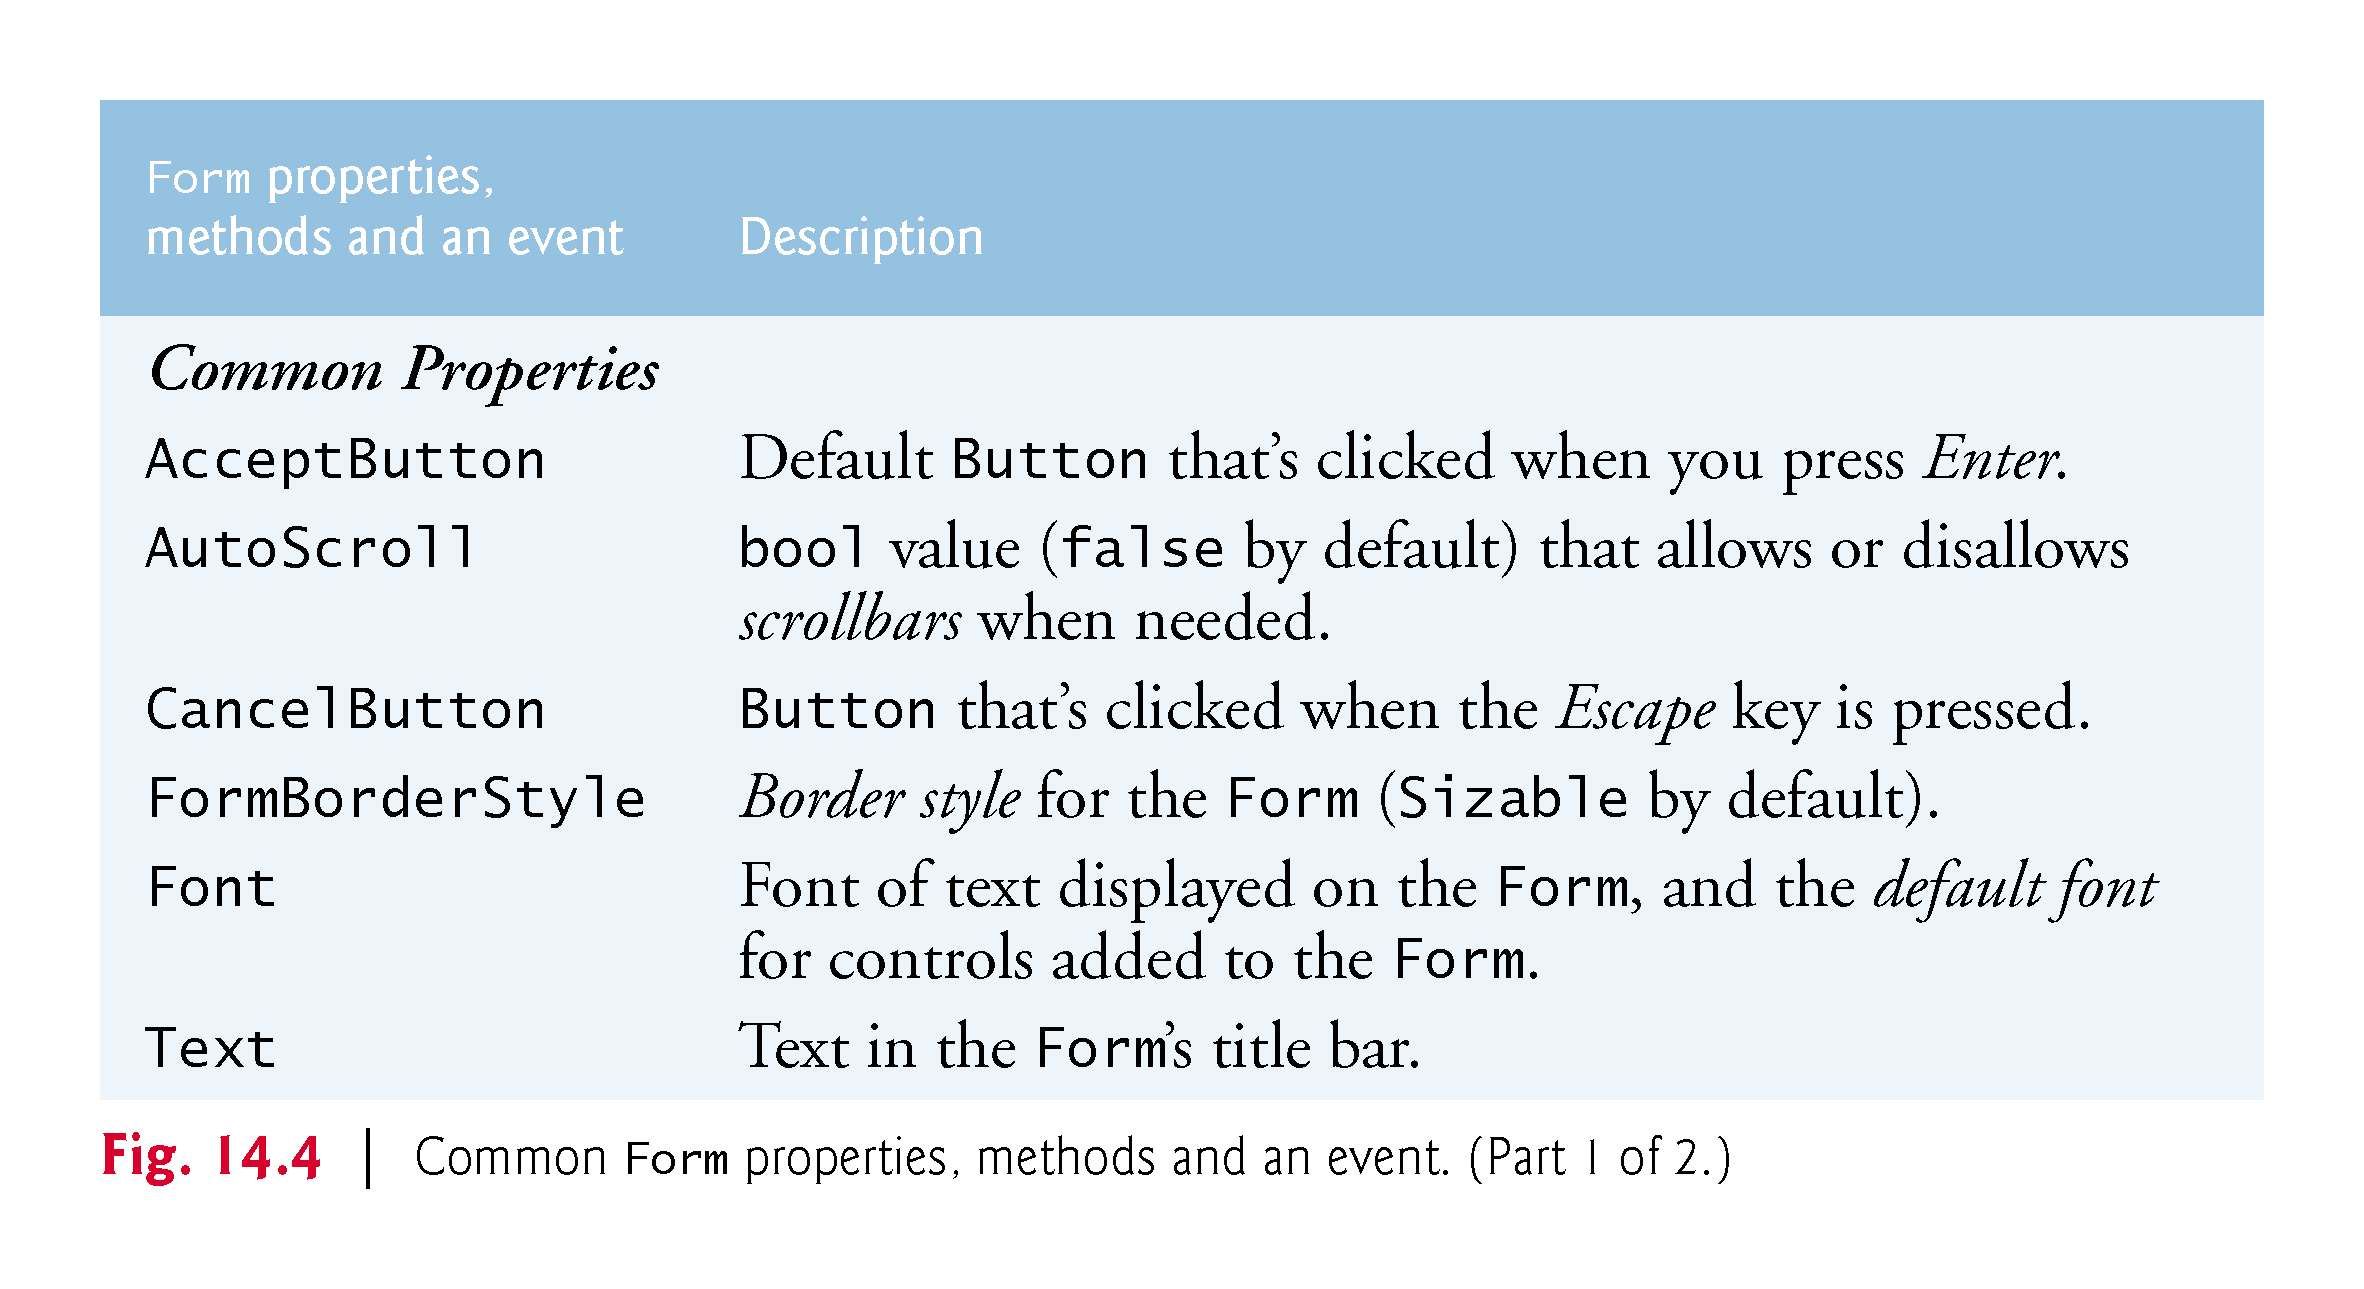 Form properties,
methods and an event Description
Common Properties
AcceptButton Default Button that’s clicked when you press Enter.
AutoScroll bool value (false by default) that allows or disallows
scrollbars when needed.
CancelButton Button that’s clicked when the Escape key is pressed.
FormBorderStyle Border style for the Form (Sizable by default).
Font Font of text displayed on the Form, and the default font
for controls added to the Form.
Text Text in the Form’s title bar.
Fig. 14.4 | Common Form properties, methods and an event. (Part 1 of 2.)